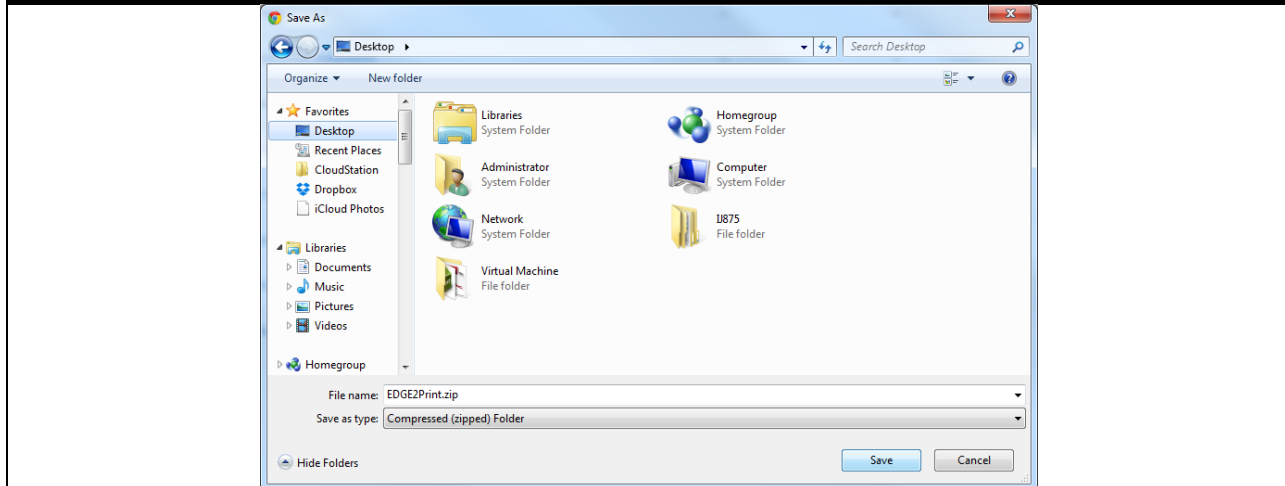 Save As
Desktop
Search Desktop
Organize New folder
Favorites
Desktop
Recent Places
CloudStation
Dropbox
iCloud Photos
Libraries
Documents
Music
Pictures
Videos
Homegroup
Libraries
System Folder
Homegroup
System Folder
Administrator
System Folder
Computer
System Folder
Network
System Folder
IJ875
File folder
Virtual Machine
File folder
File name: EDGE2Print.zip
Save as type: Compressed (zipped) Folder
Hide Folders Save Cancel